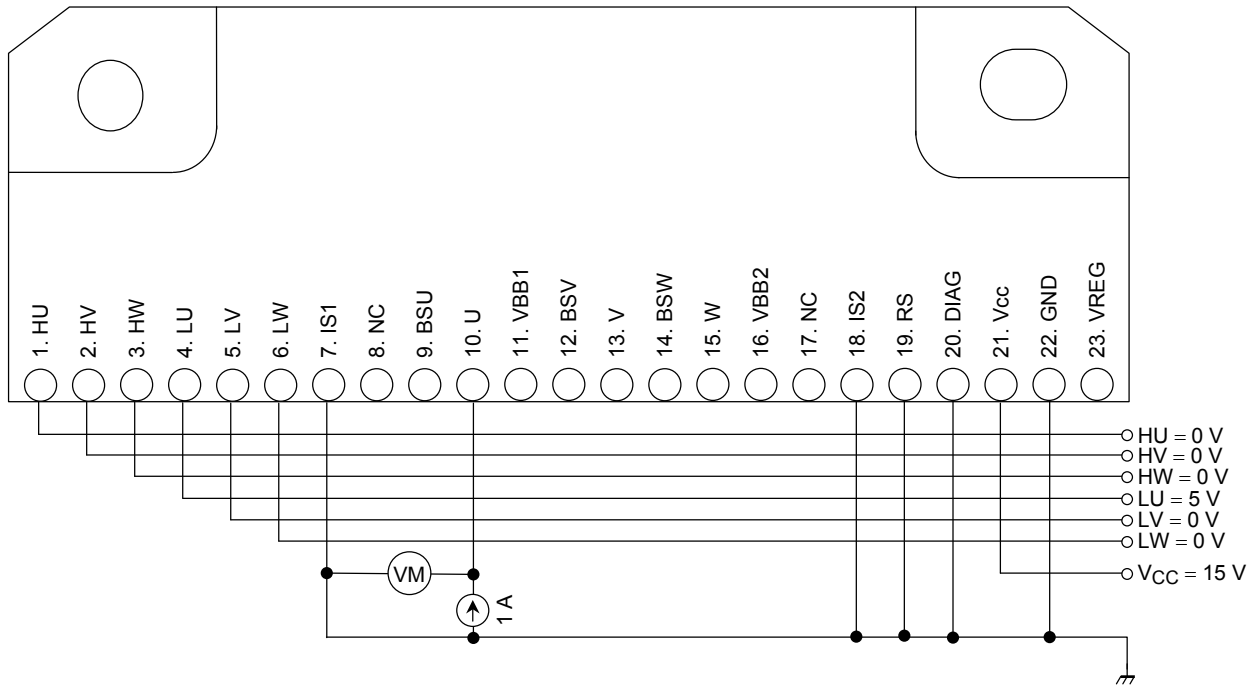 1. HU
2. HV
3. HW
4. LU
5. LV
6. LW
7. IS1
8. NC
9. BSU
10. U
11. VBB1
12. BSV
13. V
14. BSW
15. W
16. VBB2
17. NC
18. IS2
19. RS
20. DIAG
21. Vcc
22. GND
23. VREG
HU = 0 V
HV = 0 V
HW = 0 V
LU = 5 V
LV = 0 V
LW = 0 V
VCC = 15 V
VM
1 A